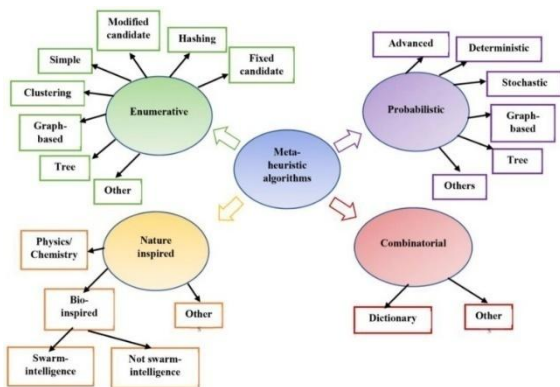 Modified
candidate
Hashing
Simple
Fixed
candidate
Clustering
Enumerative
Graph-
based
Tree
Other
Advanced
Deterministic
Stochastic
Probabilistic
Graph-
based
Tree
Others
Meta-
heuristic
algorithms
Physics/
Chemistry
Nature
inspired
Bio-
inspired
Other
Swarm-
intelligence
Not swarm-
intelligence
Combinatorial
Dictionary
Other